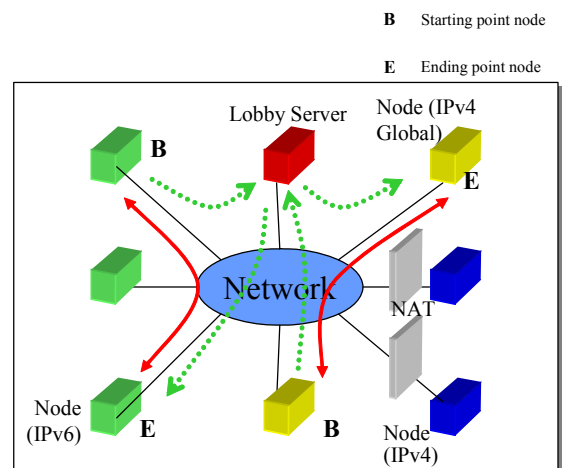 B Starting point node
E Ending point node
Lobby Server
Node (IPv4
Global)
B
E
Network
NAT
Node
(IPv6)
E
B
Node
(IPv4)